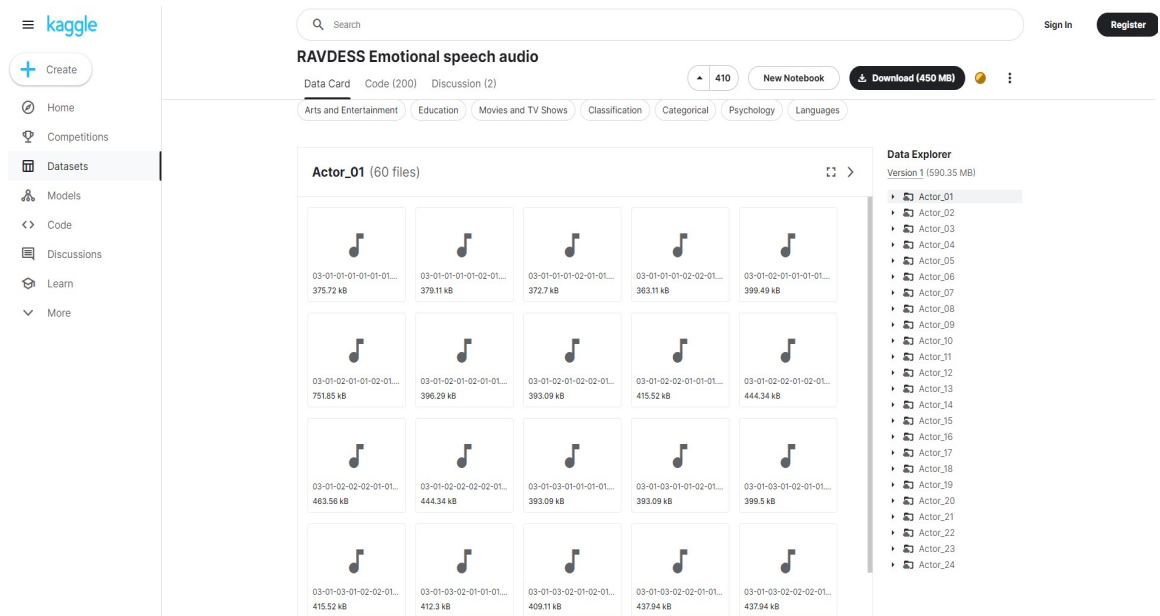 kaggle
Search
Sign In
Register
Create
Home
Competitions
Datasets
Models
Code
Discussions
Learn
More
RAVDESS Emotional speech audio
Data Card
Code (200)
Discussion (2)
410
New Notebook
Download (450 MB)
Arts and Entertainment
Education
Movies and TV Shows
Classification
Categorical
Psychology
Languages
Actor_01 (60 files)
03-01-01-01-01-01-01....
03-01-01-01-01-02-01....
03-01-01-01-02-01-01....
03-01-01-01-02-02-01....
03-01-02-01-01-01-01....
375.72 kB
379.11 kB
372.7 kB
363.11 kB
399.49 kB
03-01-02-01-01-02-01....
03-01-02-01-02-01-01....
03-01-02-01-02-02-01...
03-01-02-02-01-01-01....
03-01-02-02-01-02-01...
751.85 kB
396.29 kB
393.09 kB
415.52 kB
444.34 kB
03-01-02-02-02-01-01...
03-01-02-02-02-02-01...
03-01-03-01-01-01-01....
03-01-03-01-01-02-01....
03-01-03-01-02-01-01....
463.56 kB
444.34 kB
393.09 kB
393.09 kB
399.5 kB
03-01-03-01-02-02-01...
03-01-03-02-01-01-01....
03-01-03-02-01-02-01...
03-01-03-02-02-01-01...
03-01-03-02-02-02-01...
415.52 kB
412.3 kB
409.11 kB
437.94 kB
437.94 kB
Data Explorer
Version 1 (590.35 MB)
Actor_01
Actor_02
Actor_03
Actor_04
Actor_05
Actor_06
Actor_07
Actor_08
Actor_09
Actor_10
Actor_11
Actor_12
Actor_13
Actor_14
Actor_15
Actor_16
Actor_17
Actor_18
Actor_19
Actor_20
Actor_21
Actor_22
Actor_23
Actor_24